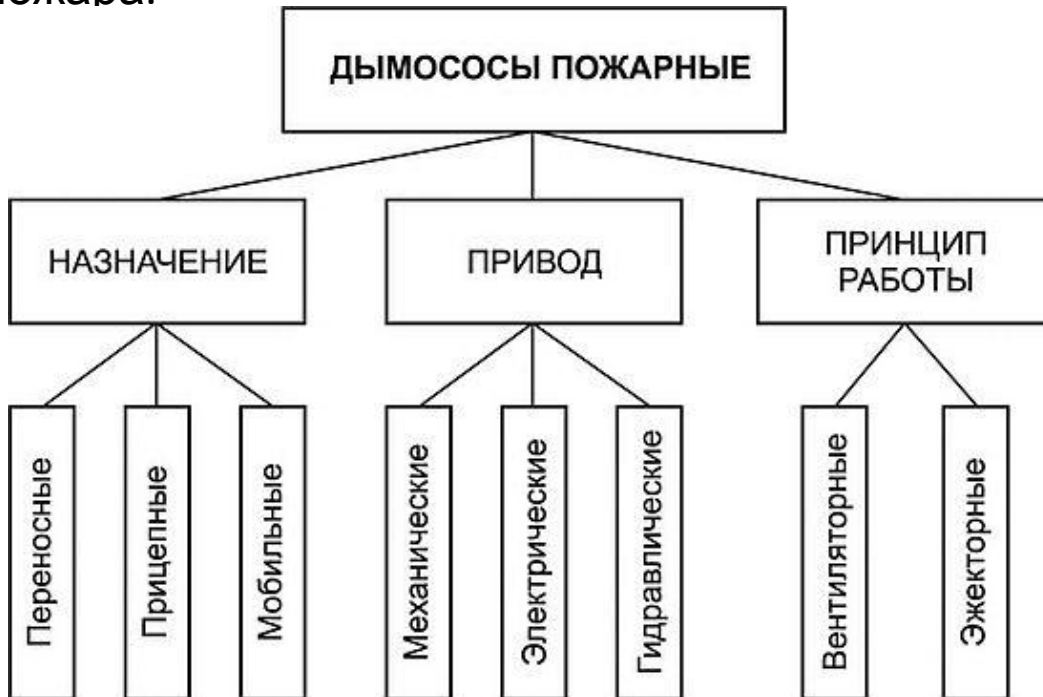 ДЫМОСОСЫ ПОЖАРНЫЕ
НАЗНАЧЕНИЕ
ПРИВОД
ПРИНЦИП
РАБОТЫ
Переносные
Прицепные
Мобильные
Механические
Электрические
Гидравлические
Вентиляторные
Эжекторные